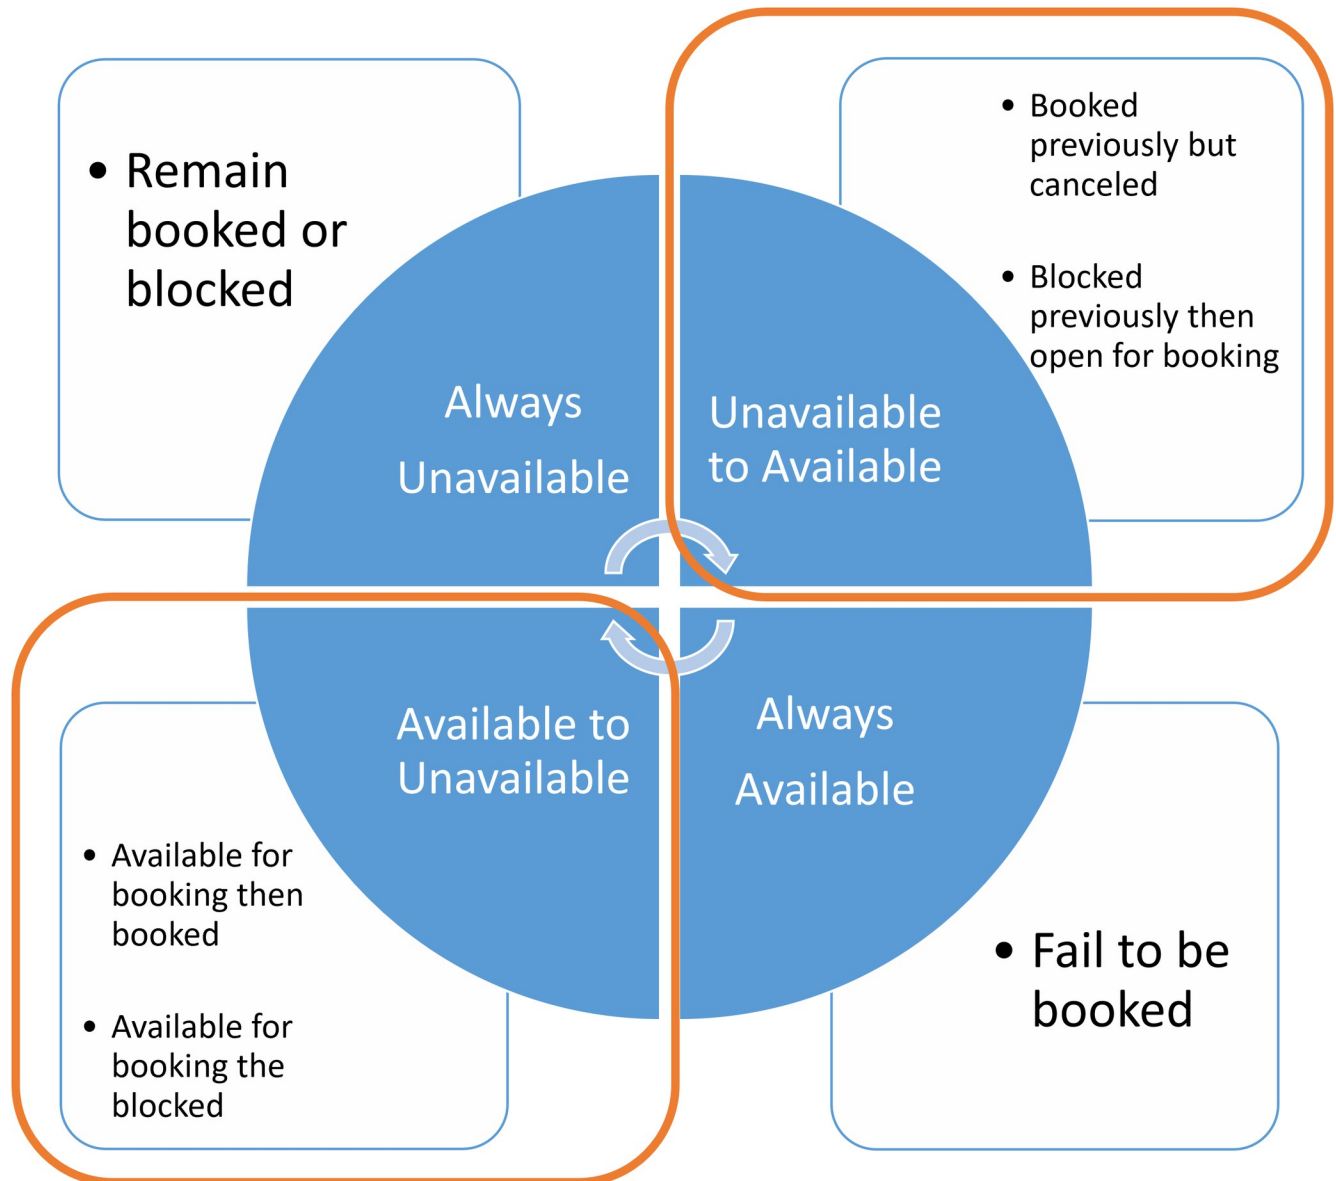 • Remain
booked or
blocked
• Booked
previously but
canceled
• Blocked
previously then
open for booking
Always
Unavailable
Unavailable
to Available
Available to
Unavailable
Always
Available
• Available for
booking then
booked
• Available for
booking the
blocked
• Fail to be
booked